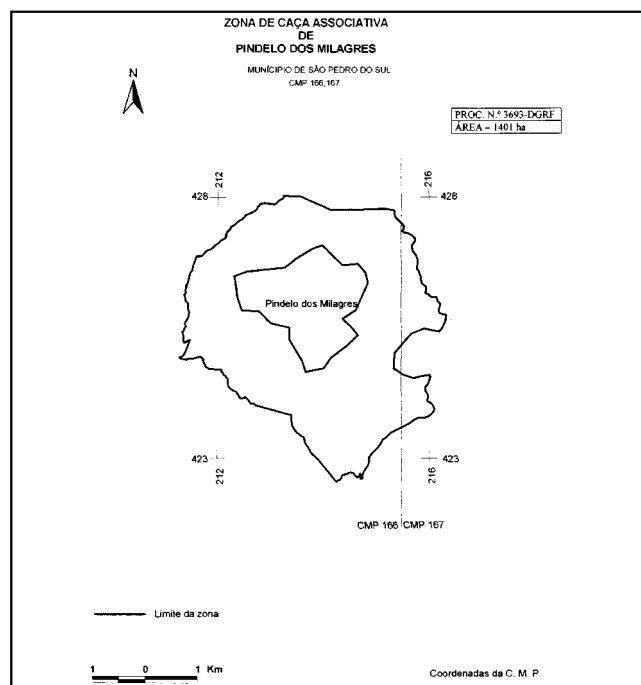 ZONA DE CAÇA ASSOCIATIVA
DE
PINDELO DOS MILAGRES
MUNÍCIPIO DE SÃO PEDRO DO SUL
CMP 166,167
N
PROC. N.º 3693-DGRF
ÁREA – 1401 ha
212
216
428
428
Pindelo dos Milagres
423
423
212
216
CMP 166 CMP 167
Limite da zona
1 0 1 Km
Coordenadas da C. M. P.